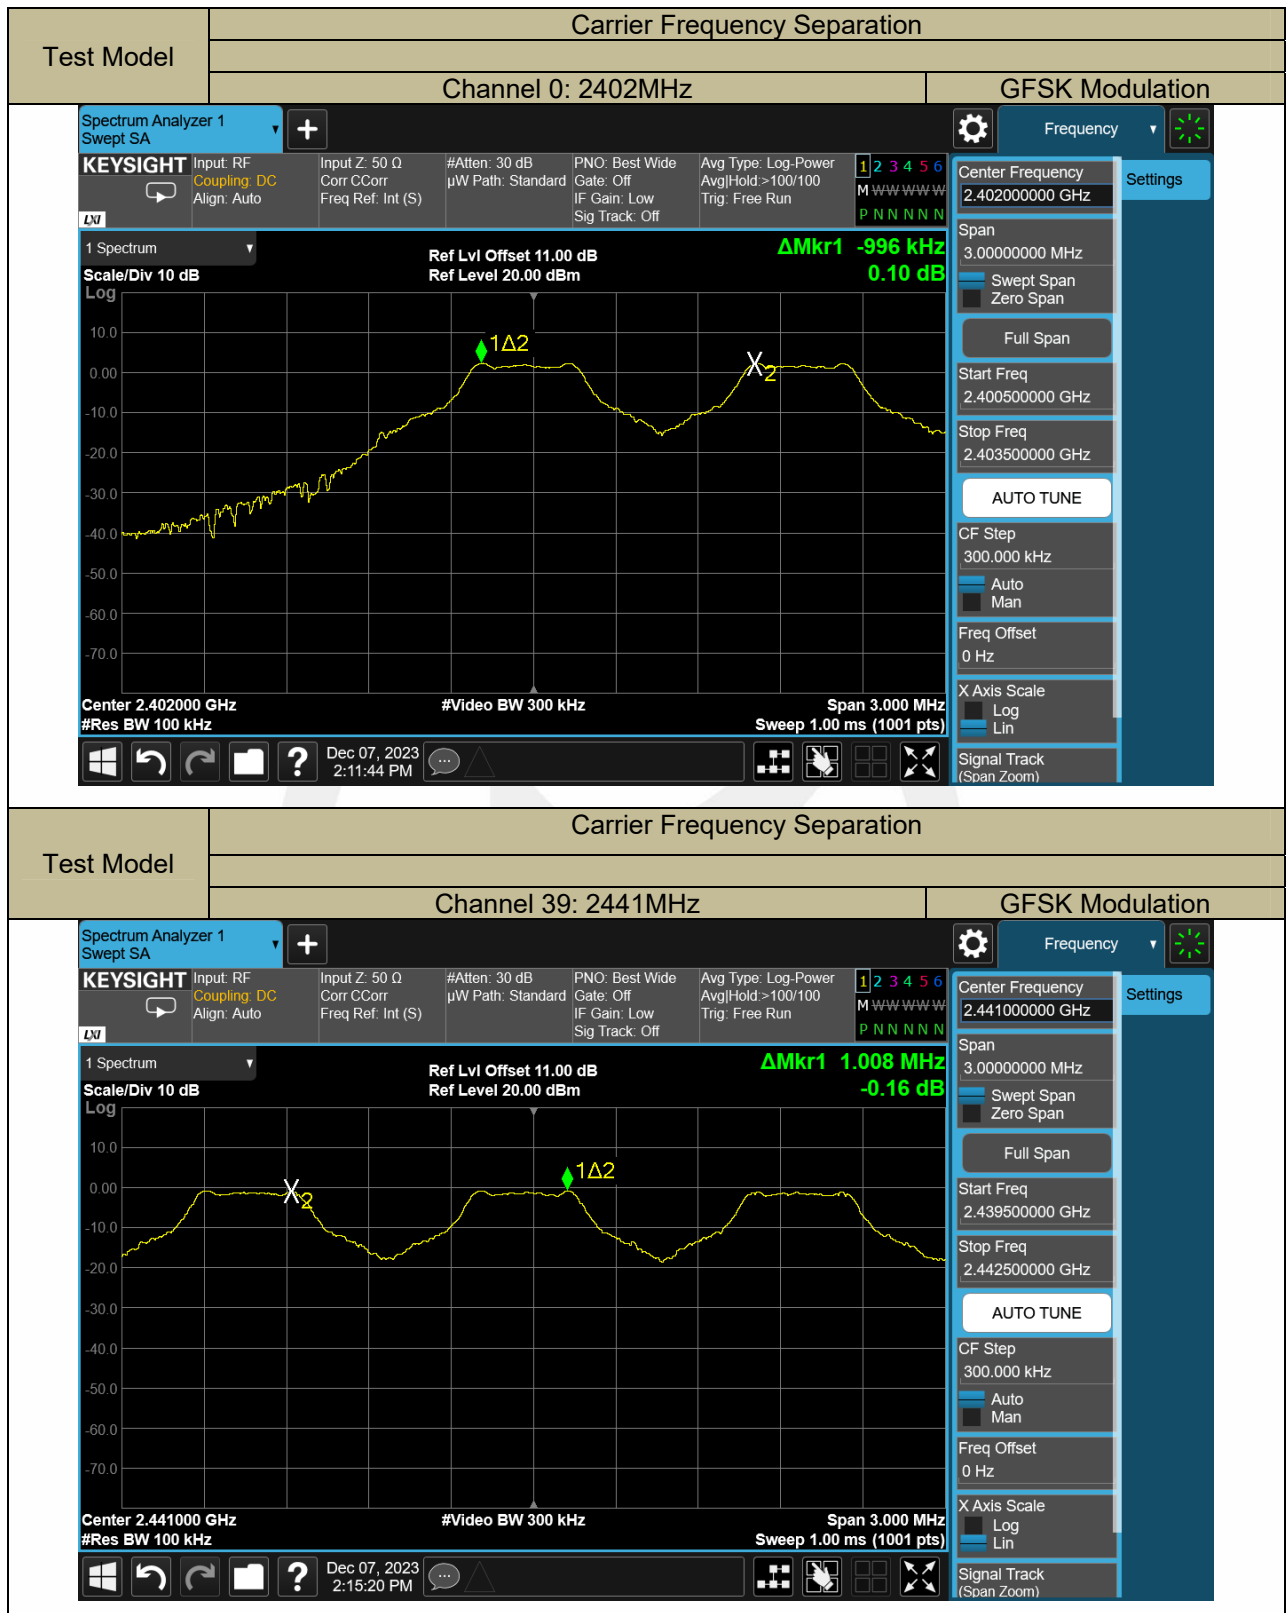 Test Model
Carrier Frequency Separation
Channel 0: 2402MHz
GFSK Modulation
Spectrum Analyzer 1
Swept SA
Frequency
KEYSIGHT
LXI
Input: RF
Coupling: DC
Align: Auto
Input Z: 50 Ω
Corr CCorr
Freq Ref: Int (S)
#Atten: 30 dB
µW Path: Standard
PNO: Best Wide
Gate: Off
IF Gain: Low
Sig Track: Off
Avg Type: Log-Power
Avg|Hold:>100/100
Trig: Free Run
1 2 3 4 5 6
M W W W W W
P N N N N N
1 Spectrum
Scale/Div 10 dB
Ref Lvl Offset 11.00 dB
Ref Level 20.00 dBm
ΔMkr1 -996 kHz
0.10 dB
Log
10.0
0.00
-10.0
-20.0
-30.0
-40.0
-50.0
-60.0
-70.0
1Δ2
X2
Center 2.402000 GHz
#Res BW 100 kHz
#Video BW 300 kHz
Span 3.000 MHz
Sweep 1.00 ms (1001 pts)
Dec 07, 2023
2:11:44 PM
Center Frequency
2.402000000 GHz
Settings
Span
3.00000000 MHz
Swept Span
Zero Span
Full Span
Start Freq
2.400500000 GHz
Stop Freq
2.403500000 GHz
AUTO TUNE
CF Step
300.000 kHz
Auto
Man
Freq Offset
0 Hz
X Axis Scale
Log
Lin
Signal Track
(Span Zoom)
Test Model
Carrier Frequency Separation
Channel 39: 2441MHz
GFSK Modulation
Spectrum Analyzer 1
Swept SA
Frequency
KEYSIGHT
LXI
Input: RF
Coupling: DC
Align: Auto
Input Z: 50 Ω
Corr CCorr
Freq Ref: Int (S)
#Atten: 30 dB
µW Path: Standard
PNO: Best Wide
Gate: Off
IF Gain: Low
Sig Track: Off
Avg Type: Log-Power
Avg|Hold:>100/100
Trig: Free Run
1 2 3 4 5 6
M W W W W W
P N N N N N
1 Spectrum
Scale/Div 10 dB
Ref Lvl Offset 11.00 dB
Ref Level 20.00 dBm
ΔMkr1 1.008 MHz
-0.16 dB
Log
10.0
0.00
-10.0
-20.0
-30.0
-40.0
-50.0
-60.0
-70.0
X2
1Δ2
Center 2.441000 GHz
#Res BW 100 kHz
#Video BW 300 kHz
Span 3.000 MHz
Sweep 1.00 ms (1001 pts)
Dec 07, 2023
2:15:20 PM
Center Frequency
2.441000000 GHz
Settings
Span
3.00000000 MHz
Swept Span
Zero Span
Full Span
Start Freq
2.439500000 GHz
Stop Freq
2.442500000 GHz
AUTO TUNE
CF Step
300.000 kHz
Auto
Man
Freq Offset
0 Hz
X Axis Scale
Log
Lin
Signal Track
(Span Zoom)